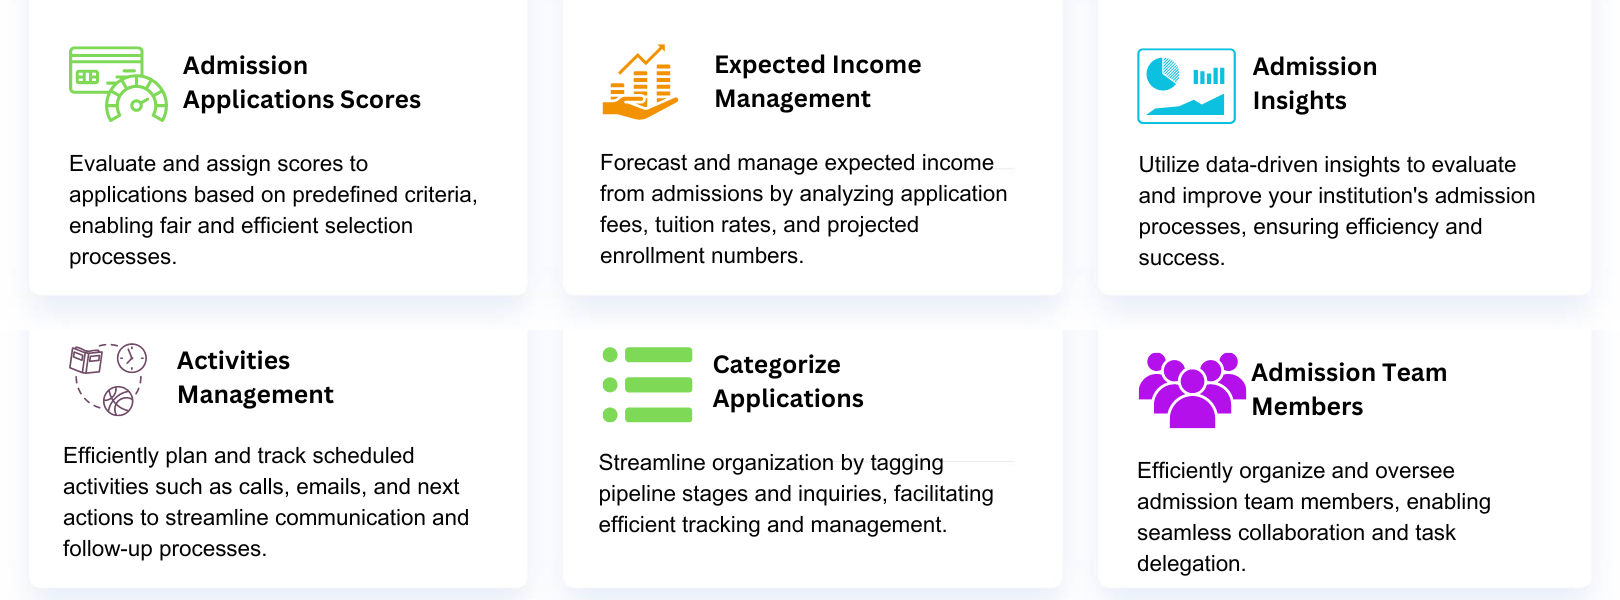 Admission
Applications Scores
Evaluate and assign scores to
applications based on predefined criteria,
enabling fair and efficient selection
processes.
Expected Income
Management
Forecast and manage expected income
from admissions by analyzing application
fees, tuition rates, and projected
enrollment numbers.
Admission
Insights
Utilize data-driven insights to evaluate
and improve your institution's admission
processes, ensuring efficiency and
success.
Activities
Management
Efficiently plan and track scheduled
activities such as calls, emails, and next
actions to streamline communication and
follow-up processes.
Categorize
Applications
Streamline organization by tagging
pipeline stages and inquiries, facilitating
efficient tracking and management.
Admission Team
Members
Efficiently organize and oversee
admission team members, enabling
seamless collaboration and task
delegation.